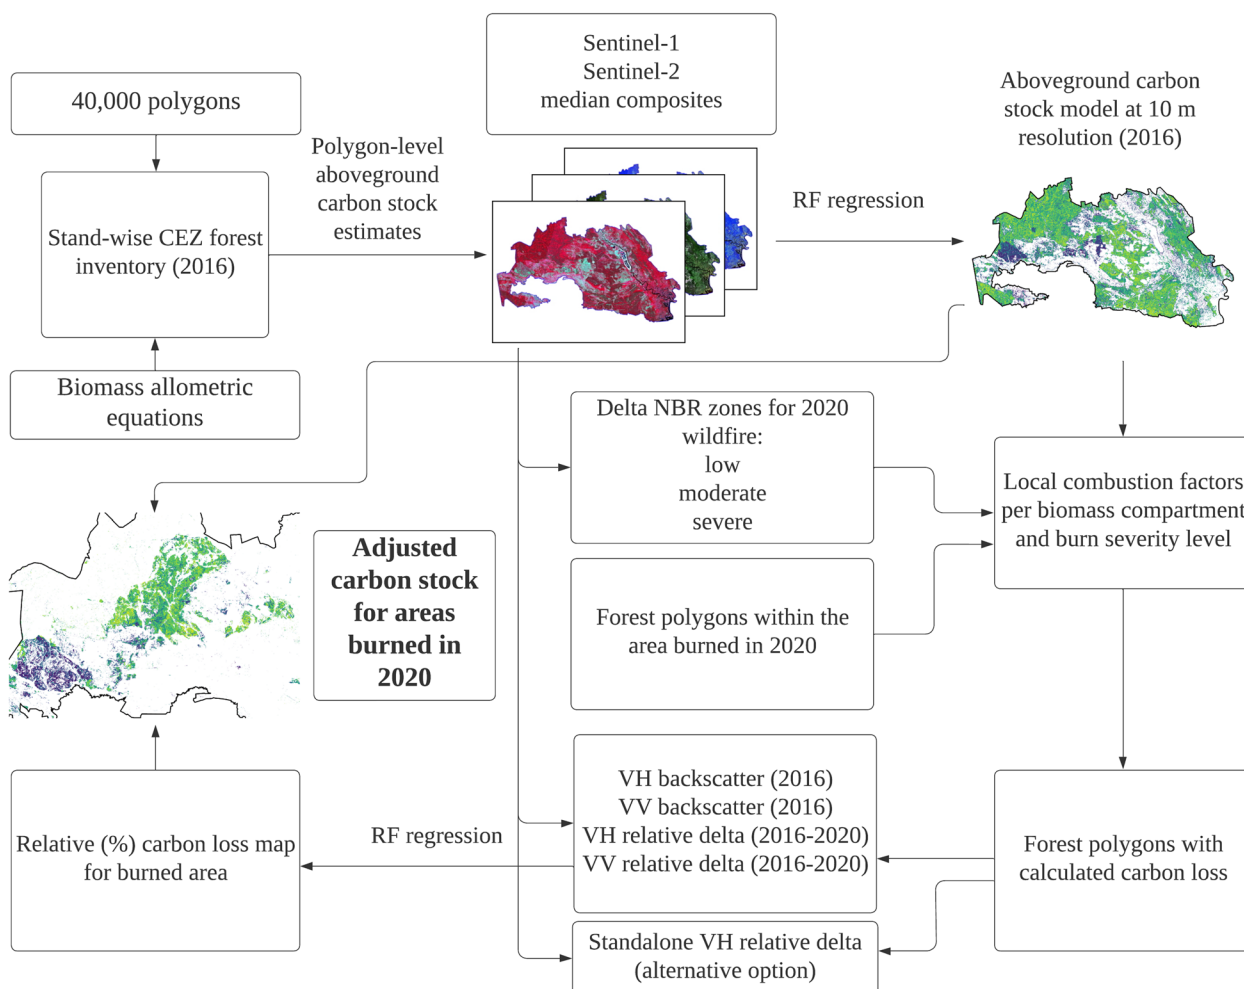 40,000 polygons
Stand-wise CEZ forest
inventory (2016)
Biomass allometric
equations
Polygon-level
aboveground
carbon stock
estimates
Sentinel-1
Sentinel-2
median composites
RF regression
Aboveground carbon
stock model at 10 m
resolution (2016)
Delta NBR zones for 2020
wildfire:
low
moderate
severe
Forest polygons within the
area burned in 2020
Local combustion factors
per biomass compartment
and burn severity level
Adjusted
carbon stock
for areas
burned in
2020
VH backscatter (2016)
VV backscatter (2016)
VH relative delta (2016-2020)
VV relative delta (2016-2020)
Forest polygons with
calculated carbon loss
RF regression
Relative (%) carbon loss map
for burned area
Standalone VH relative delta
(alternative option)